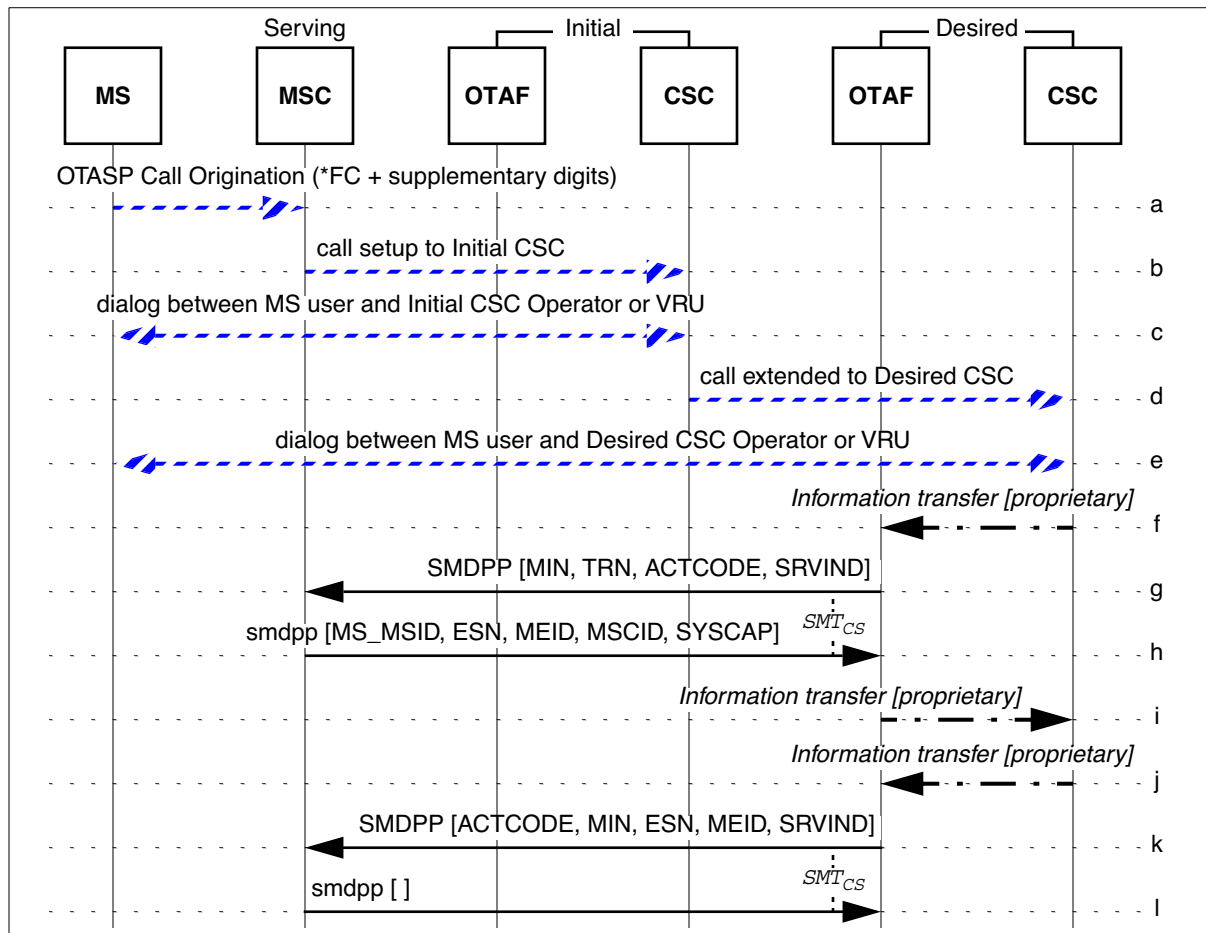 Serving Initial Desired
MS MSC OTAF CSC OTAF CSC
OTASP Call Origination (*FC + supplementary digits)
a
call setup to Initial CSC
b
dialog between MS user and Initial CSC Operator or VRU
c
call extended to Desired CSC
d
dialog between MS user and Desired CSC Operator or VRU
e
Information transfer [proprietary]
f
SMDPP [MIN, TRN, ACTCODE, SRVIND]
g
SMT_CS
smdpp [MS_MSID, ESN, MEID, MSCID, SYSCAP]
h
Information transfer [proprietary]
i
Information transfer [proprietary]
j
SMDPP [ACTCODE, MIN, ESN, MEID, SRVIND]
k
SMT_CS
smdpp [ ]
l